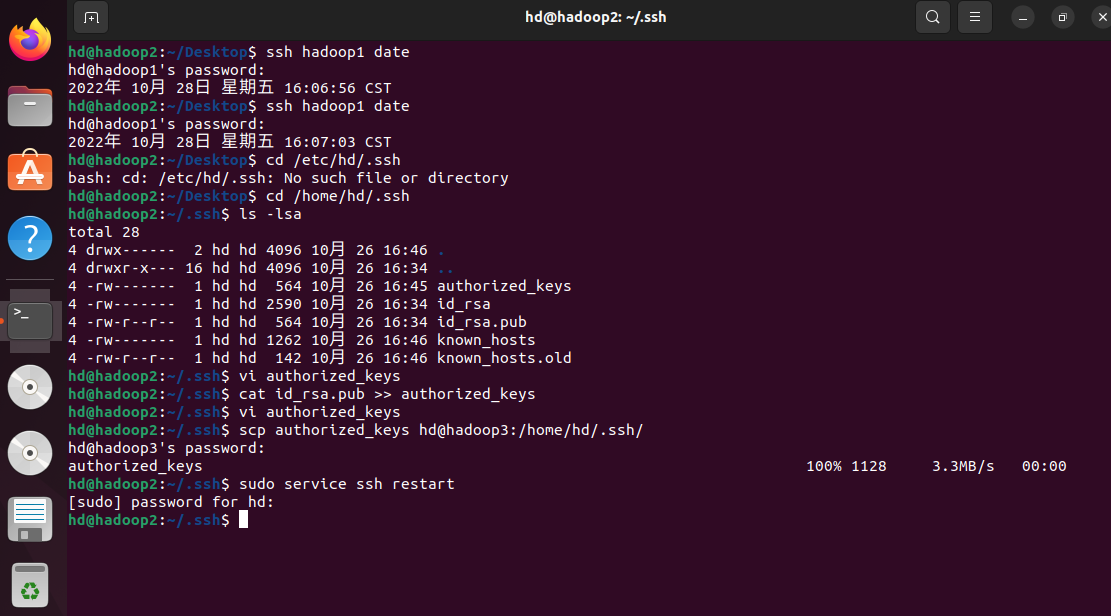 hd@hadoop2: ~/.ssh
hd@hadoop2:~/Desktop$ ssh hadoop1 date
hd@hadoop1's password:
2022年 10月 28日 星期五 16:06:56 CST
hd@hadoop2:~/Desktop$ ssh hadoop1 date
hd@hadoop1's password:
2022年 10月 28日 星期五 16:07:03 CST
hd@hadoop2:~/Desktop$ cd /etc/hd/.ssh
bash: cd: /etc/hd/.ssh: No such file or directory
hd@hadoop2:~/Desktop$ cd /home/hd/.ssh
hd@hadoop2:~/.ssh$ ls -lsa
total 28
4 drwx------  2 hd hd 4096 10月 26 16:46 .
4 drwxr-x--- 16 hd hd 4096 10月 26 16:34 ..
4 -rw-------  1 hd hd  564 10月 26 16:45 authorized_keys
4 -rw-------  1 hd hd 2590 10月 26 16:34 id_rsa
4 -rw-r--r--  1 hd hd  564 10月 26 16:34 id_rsa.pub
4 -rw-------  1 hd hd 1262 10月 26 16:46 known_hosts
4 -rw-r--r--  1 hd hd  142 10月 26 16:46 known_hosts.old
hd@hadoop2:~/.ssh$ vi authorized_keys
hd@hadoop2:~/.ssh$ cat id_rsa.pub >> authorized_keys
hd@hadoop2:~/.ssh$ vi authorized_keys
hd@hadoop2:~/.ssh$ scp authorized_keys hd@hadoop3:/home/hd/.ssh/
hd@hadoop3's password:
authorized_keys 100% 1128 3.3MB/s 00:00
hd@hadoop2:~/.ssh$ sudo service ssh restart
[sudo] password for hd:
hd@hadoop2:~/.ssh$